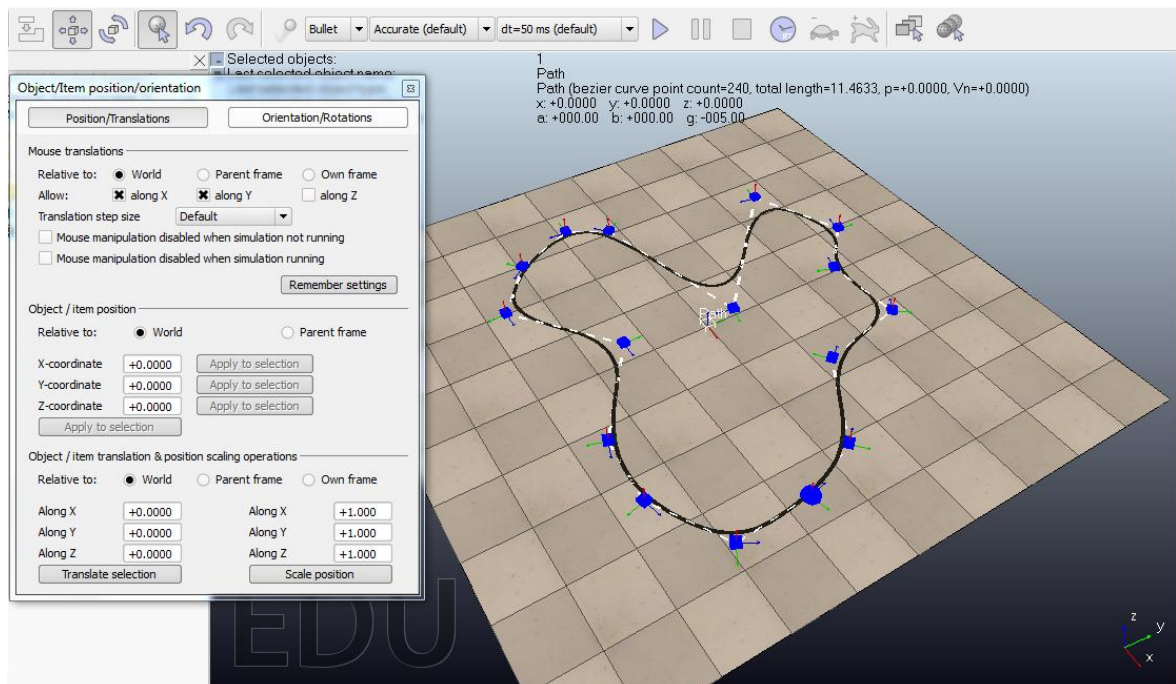 Bullet
Accurate (default)
dt=50 ms (default)
Selected objects: 1
Last selected object name: Path
Path (bezier curve point count=240, total length=11.4633, p=+0.0000, Vn=+0.0000)
x: +0.0000 y: +0.0000 z: +0.0000
a: +000.00 b: +000.00 g: -005.00
Object/Item position/orientation
Position/Translations Orientation/Rotations
Mouse translations
Relative to: World Parent frame Own frame
Allow: along X along Y along Z
Translation step size Default
Mouse manipulation disabled when simulation not running
Mouse manipulation disabled when simulation running
Remember settings
Object / item position
Relative to: World Parent frame
X-coordinate +0.0000 Apply to selection
Y-coordinate +0.0000 Apply to selection
Z-coordinate +0.0000 Apply to selection
Apply to selection
Object / item translation & position scaling operations
Relative to: World Parent frame Own frame
Along X +0.0000 Along X +1.000
Along Y +0.0000 Along Y +1.000
Along Z +0.0000 Along Z +1.000
Translate selection Scale position
Path
EDU
z
y
x